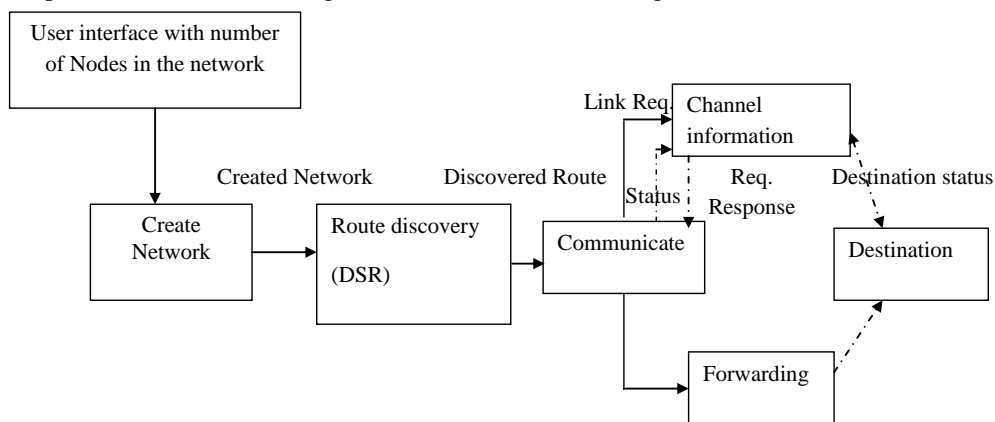 User interface with number
of Nodes in the network
Link Req.
Channel
information
Created Network
Discovered Route
Status
Req.
Response
Destination status
Create
Network
Route discovery
(DSR)
Communicate
Destination
Forwarding